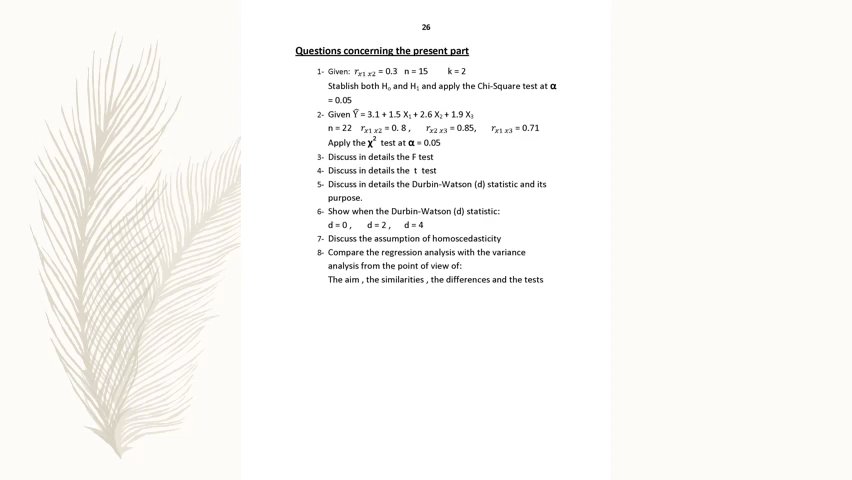 26
Questions concerning the present part
1- Given: rx1 x2 = 0.3 n = 15 k = 2
Stablish both Ho and H1 and apply the Chi-Square test at α
= 0.05
2- Given Ŷ = 3.1 + 1.5 X1 + 2.6 X2 + 1.9 X3
n = 22 rx1 x2 = 0. 8 , rx2 x3 = 0.85, rx1 x3 = 0.71
Apply the χ² test at α = 0.05
3- Discuss in details the F test
4- Discuss in details the t test
5- Discuss in details the Durbin-Watson (d) statistic and its
purpose.
6- Show when the Durbin-Watson (d) statistic:
d = 0 , d = 2 , d = 4
7- Discuss the assumption of homoscedasticity
8- Compare the regression analysis with the variance
analysis from the point of view of:
The aim , the similarities , the differences and the tests